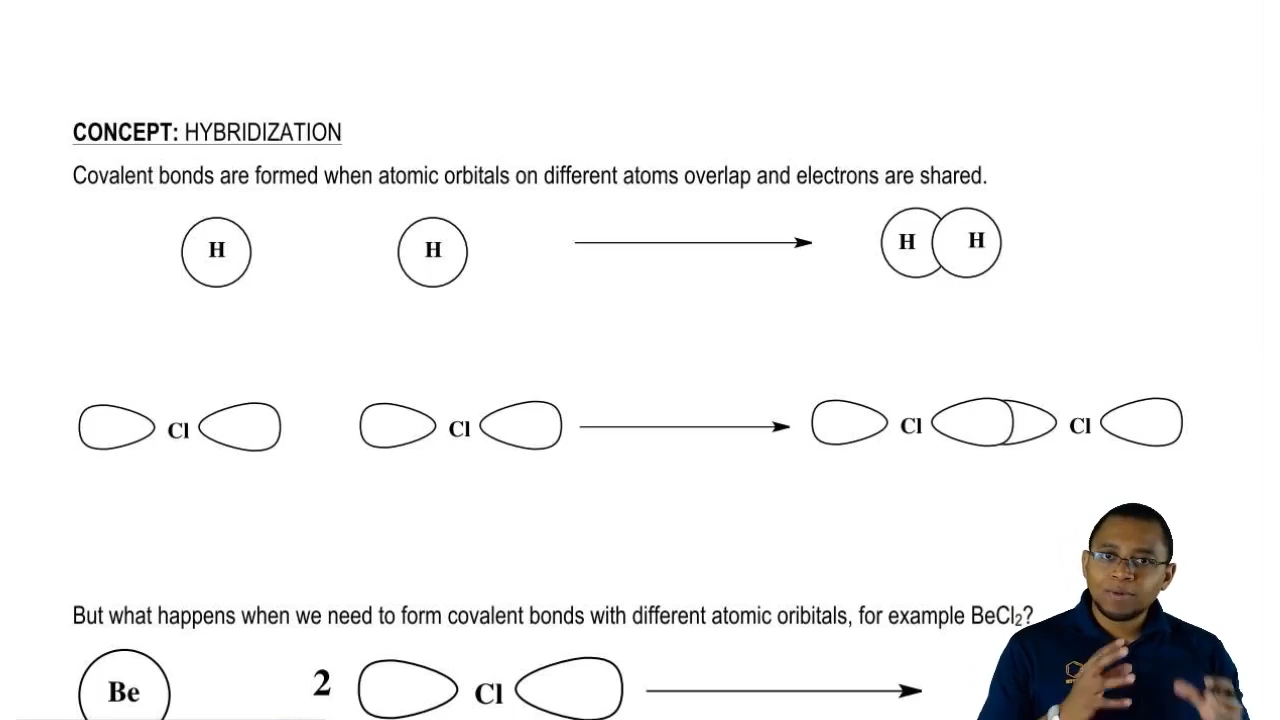 CONCEPT: HYBRIDIZATION
Covalent bonds are formed when atomic orbitals on different atoms overlap and electrons are shared.
H H H H
Cl Cl Cl Cl
But what happens when we need to form covalent bonds with different atomic oribitals, for example BeCl₂?
Be 2 Cl